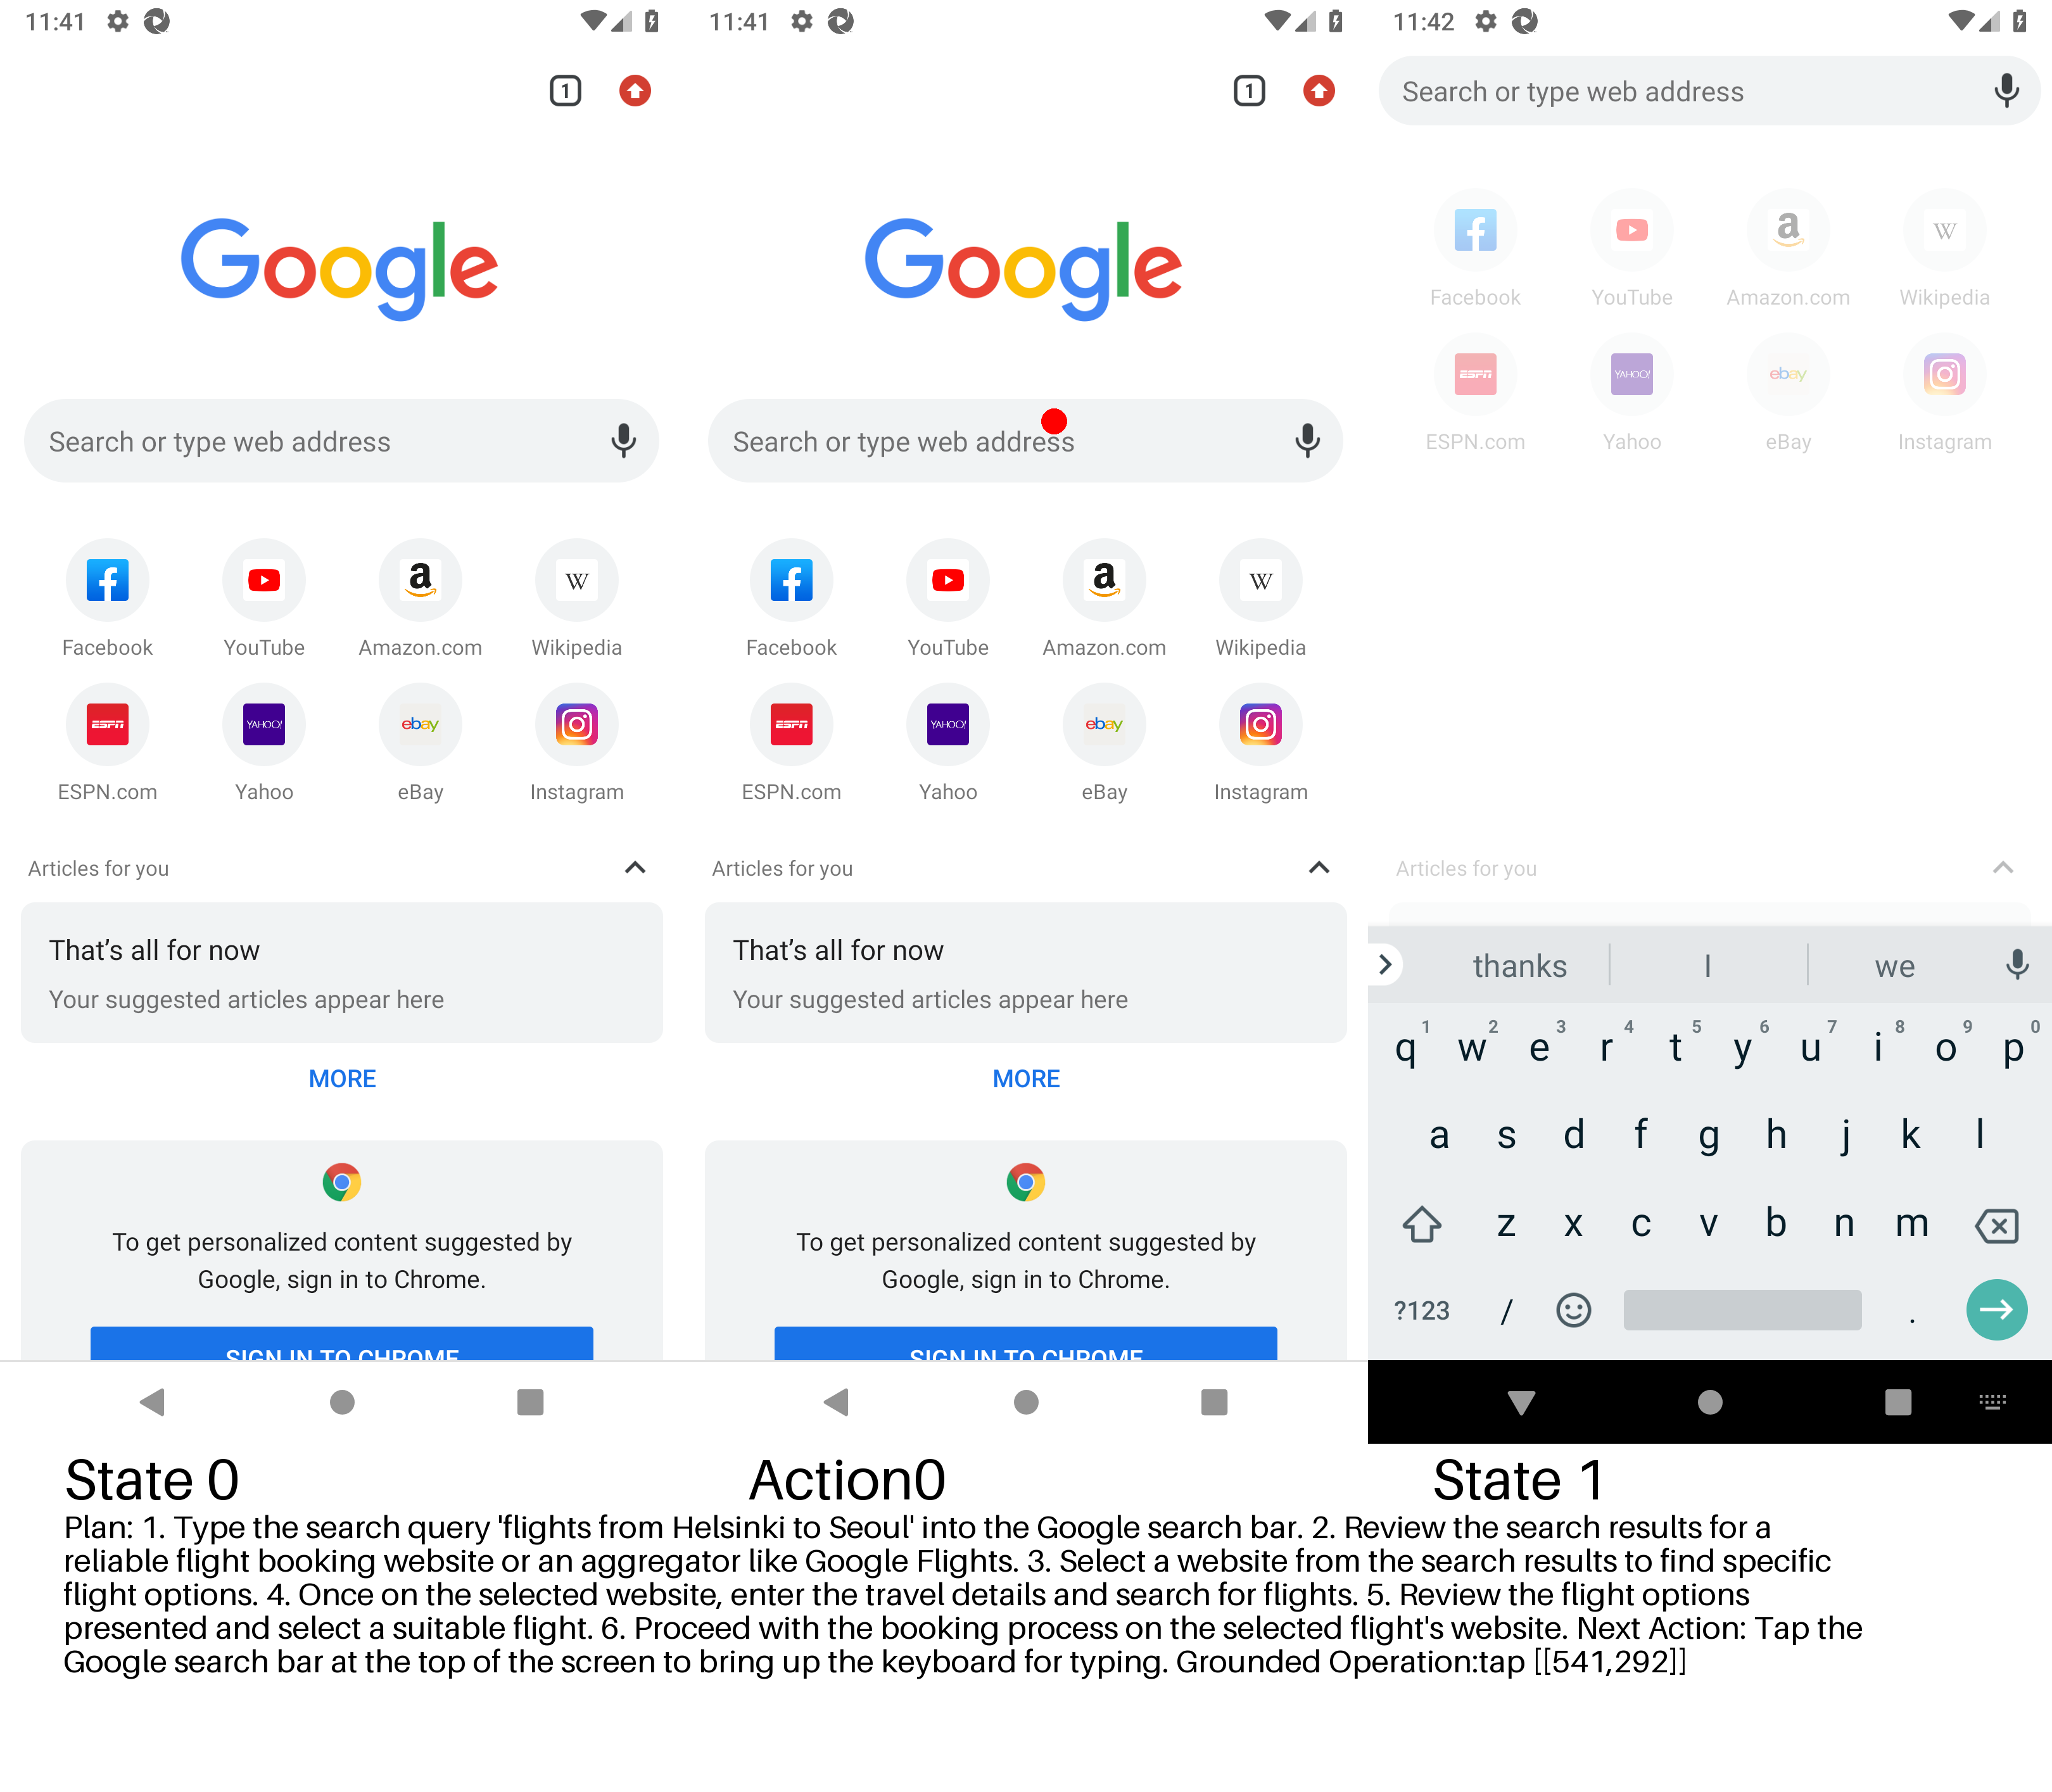 11:41
1
Google
Search or type web address
Facebook YouTube Amazon.com Wikipedia
ESPN.com Yahoo eBay Instagram
Articles for you
That's all for now
Your suggested articles appear here
MORE
To get personalized content suggested by
Google, sign in to Chrome.
SIGN IN TO CHROME
11:41
1
Google
Search or type web address
Facebook YouTube Amazon.com Wikipedia
ESPN.com Yahoo eBay Instagram
Articles for you
That's all for now
Your suggested articles appear here
MORE
To get personalized content suggested by
Google, sign in to Chrome.
SIGN IN TO CHROME
11:42
Search or type web address
Facebook YouTube Amazon.com Wikipedia
ESPN.com Yahoo eBay Instagram
Articles for you
thanks I we
q1 w2 e3 r4 t5 y6 u7 i8 o9 p0
a s d f g h j k l
z x c v b n m
?123 / .
State 0 Action0 State 1
Plan: 1. Type the search query 'flights from Helsinki to Seoul' into the Google search bar. 2. Review the search results for a
reliable flight booking website or an aggregator like Google Flights. 3. Select a website from the search results to find specific
flight options. 4. Once on the selected website, enter the travel details and search for flights. 5. Review the flight options
presented and select a suitable flight. 6. Proceed with the booking process on the selected flight's website. Next Action: Tap the
Google search bar at the top of the screen to bring up the keyboard for typing. Grounded Operation:tap [[541,292]]